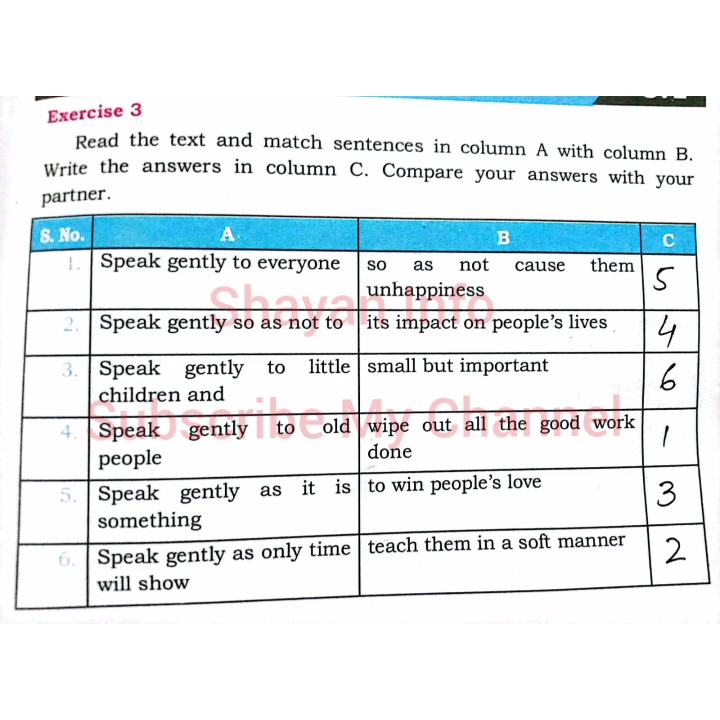 Exercise 3
Read the text and match sentences in column A with column B.
Write the answers in column C. Compare your answers with your
partner.
S. No. A. B C
1. Speak gently to everyone so as not cause them 5
unhappiness
Shayan Info
2. Speak gently so as not to its impact on people's lives 4
3. Speak gently to little small but important 6
children and
Subscribe My Channel
4. Speak gently to old wipe out all the good work 1
people done
5. Speak gently as it is to win people's love 3
something
6. Speak gently as only time teach them in a soft manner 2
will show